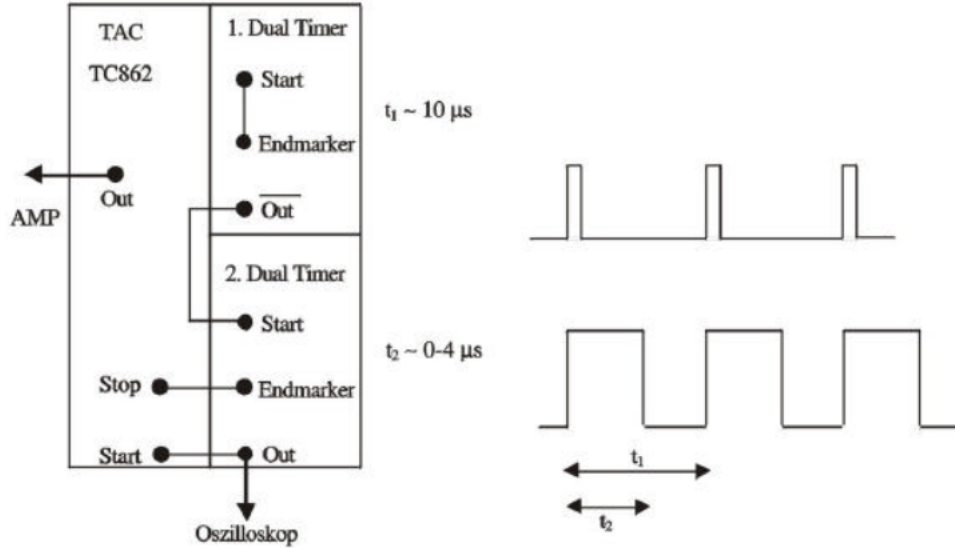 TAC
TC862
Out
AMP
Stop
Start
1. Dual Timer
Start
Endmarker
Out
2. Dual Timer
Start
Endmarker
Out
Oszilloskop
t₁ ~ 10 µs
t₂ ~ 0-4 µs
t₁
t₂